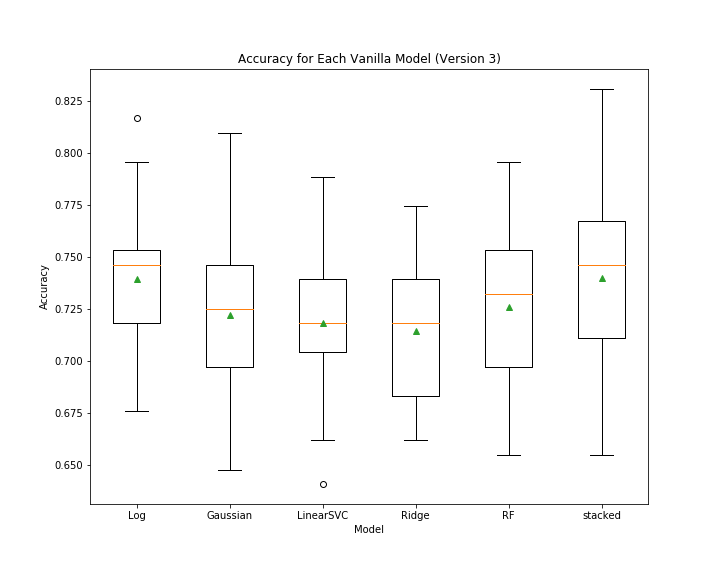 Accuracy for Each Vanilla Model (Version 3)
0.825
0.800
0.775
0.750
0.725
0.700
0.675
0.650
Accuracy
Log Gaussian LinearSVC Ridge RF stacked
Model